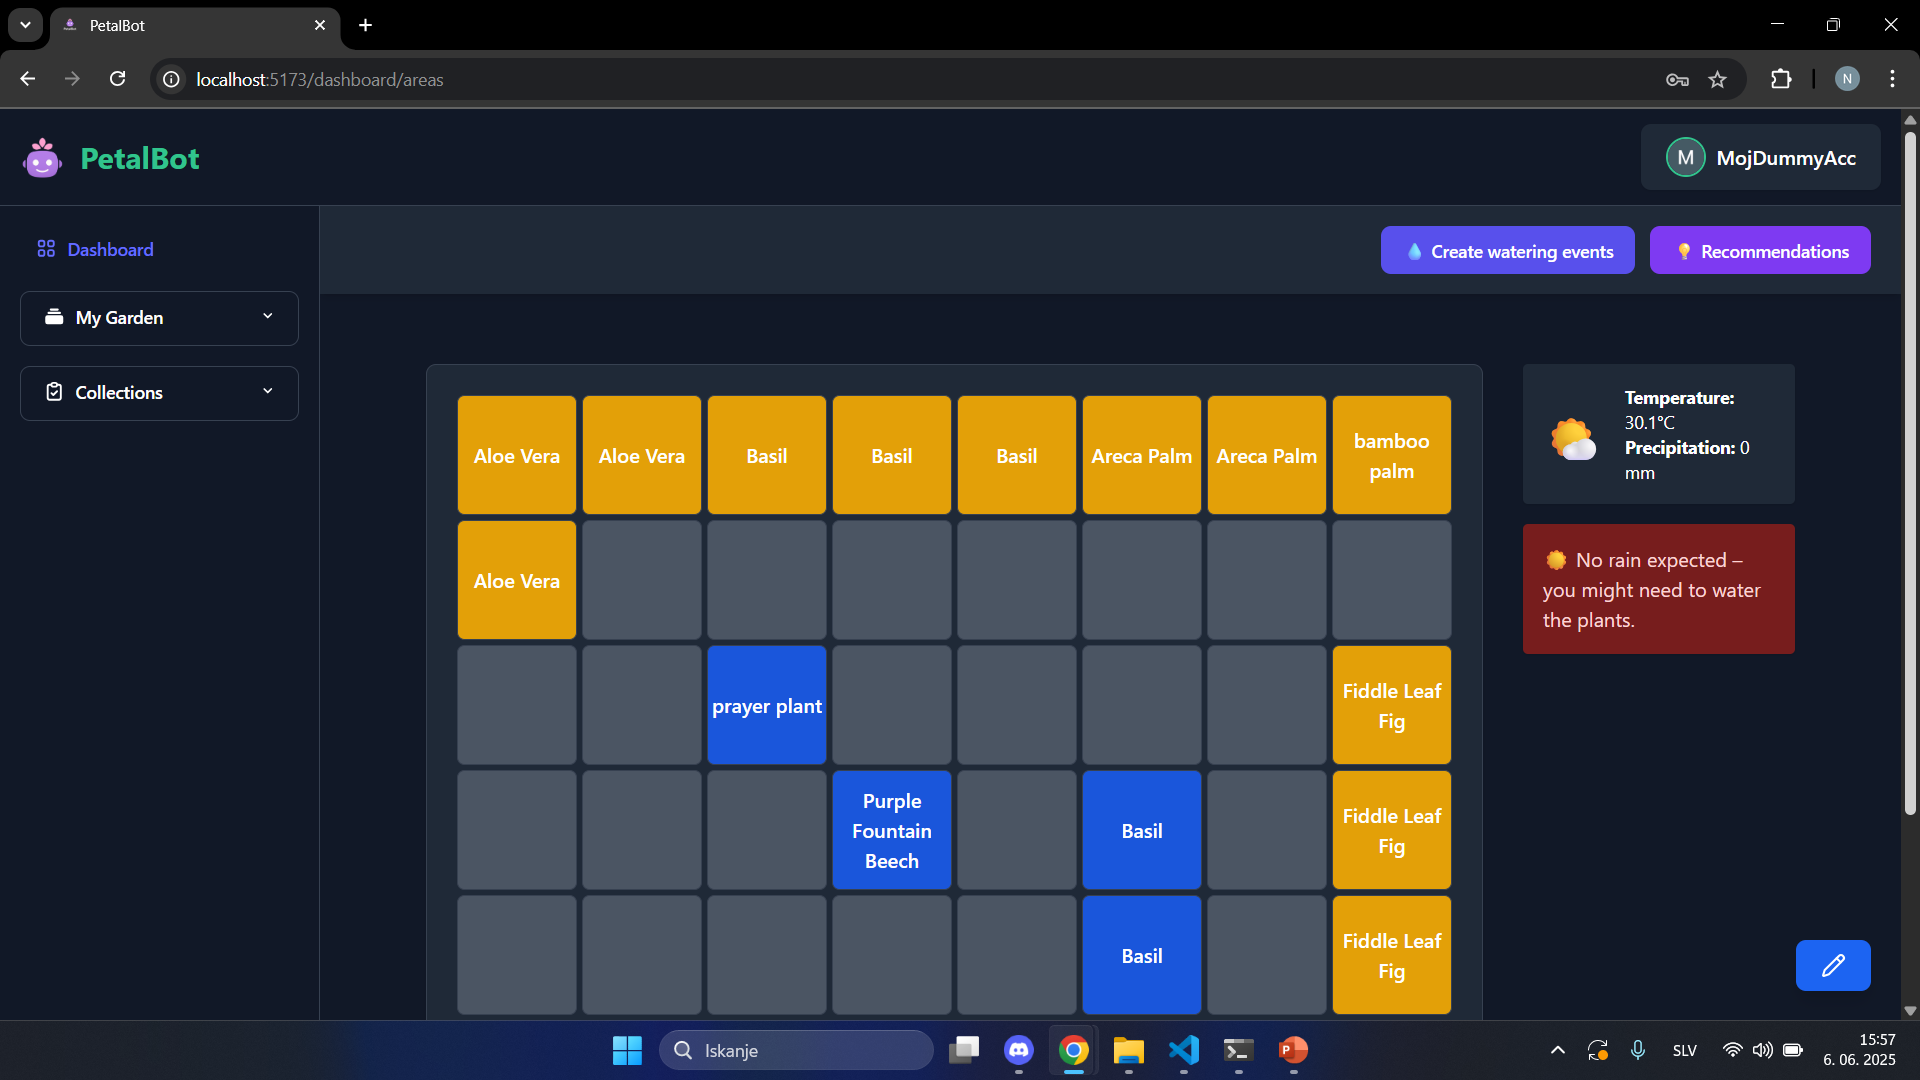 PetalBot
localhost:5173/dashboard/areas
N
PetalBot
M
MojDummyAcc
Dashboard
My Garden
Collections
Create watering events
Recommendations
Aloe Vera
Aloe Vera
Basil
Basil
Basil
Areca Palm
Areca Palm
bamboo
palm
Aloe Vera
prayer plant
Fiddle Leaf
Fig
Purple
Fountain
Beech
Basil
Fiddle Leaf
Fig
Basil
Fiddle Leaf
Fig
Temperature:
30.1°C
Precipitation: 0
mm
No rain expected –
you might need to water
the plants.
Iskanje
P
SLV
15:57
6. 06. 2025